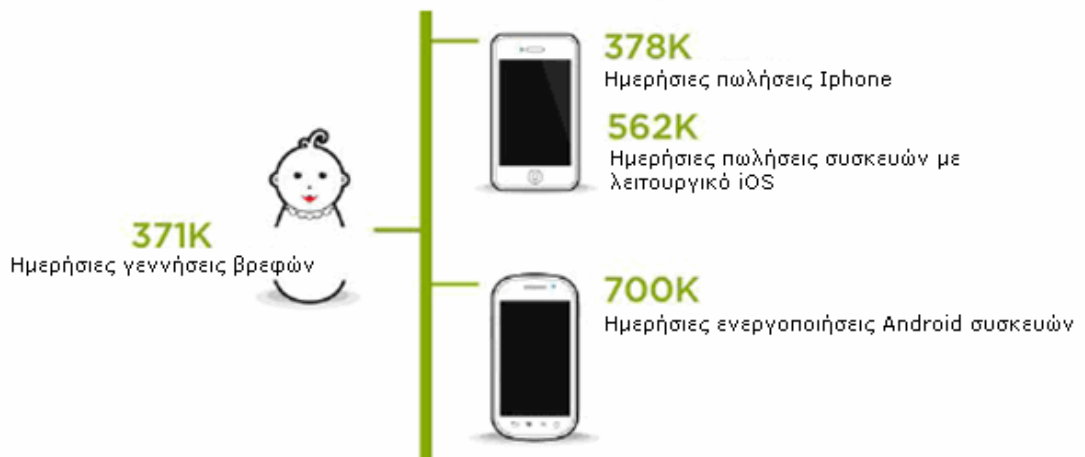 378K
Ημερήσιες πωλήσεις Iphone
562K
Ημερήσιες πωλήσεις συσκευών με
λειτουργικό iOS
371K
Ημερήσιες γεννήσεις βρεφών
700K
Ημερήσιες ενεργοποιήσεις Android συσκευών